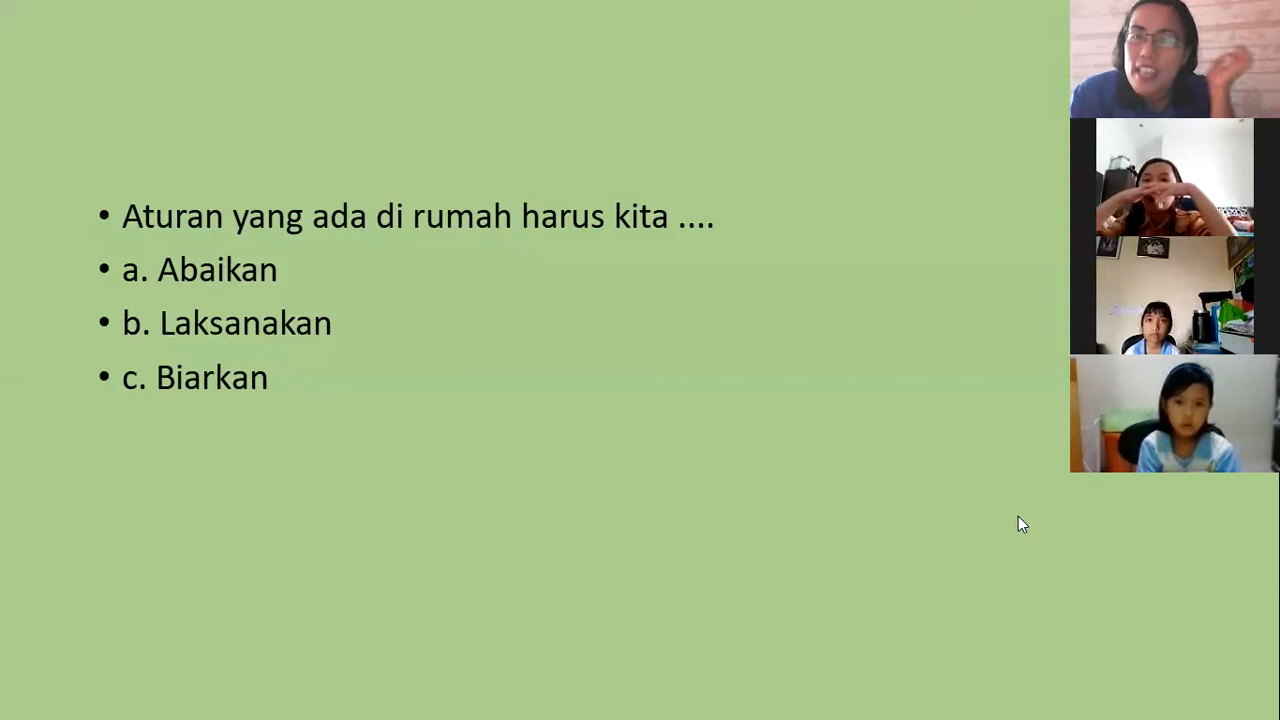 • Aturan yang ada di rumah harus kita ....
• a. Abaikan
• b. Laksanakan
• c. Biarkan